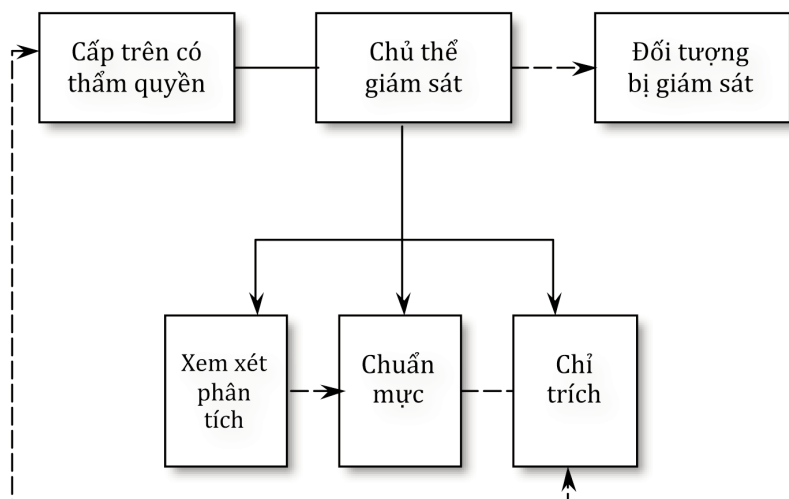 Cấp trên có
thẩm quyền
Chủ thể
giám sát
Đối tượng
bị giám sát
Xem xét
phân
tích
Chuẩn
mực
Chỉ
trích